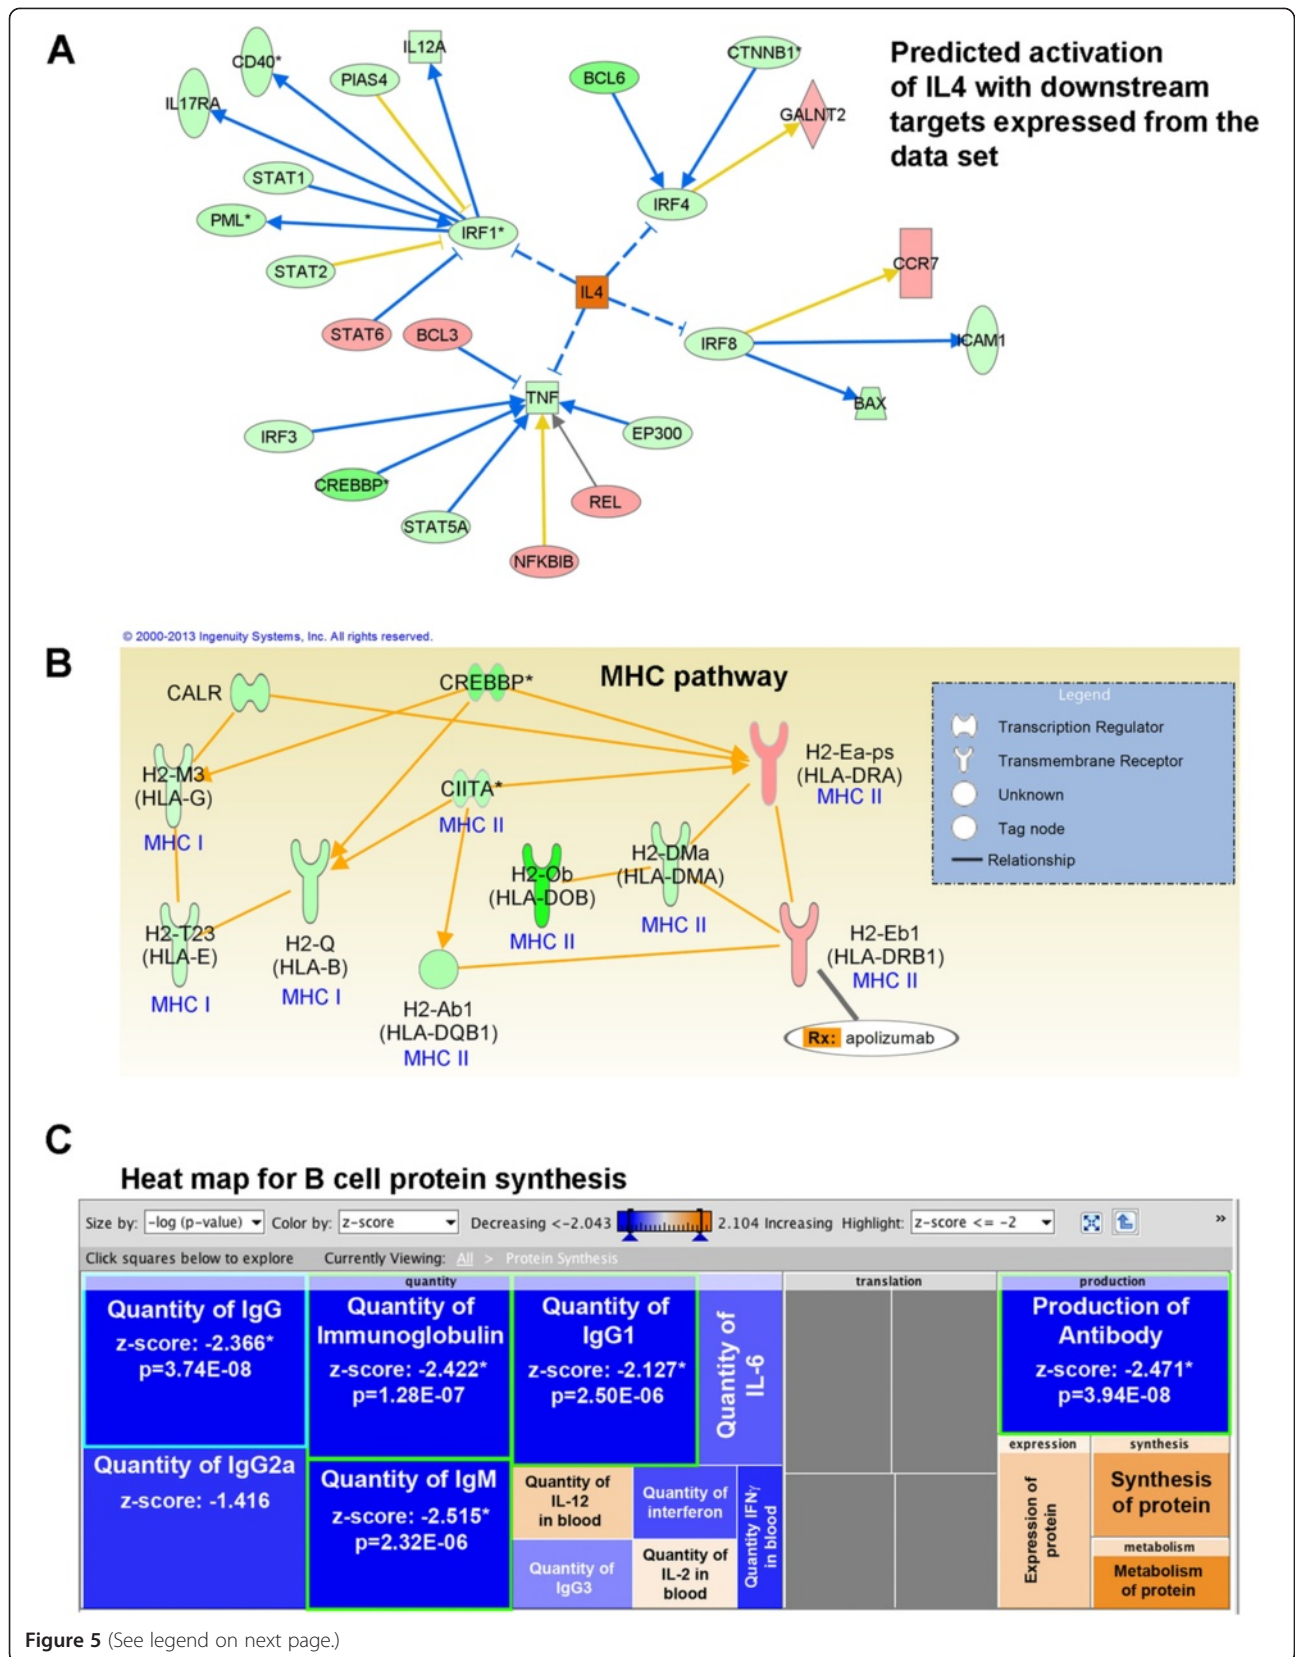 A
Predicted activation
of IL4 with downstream
targets expressed from the
data set
CD40*
IL12A
PIAS4
IL17RA
BCL6
CTNNB1*
GALNT2
STAT1
PML*
IRF1*
IRF4
STAT2
CCR7
IL4
STAT6
BCL3
IRF8
ICAM1
TNF
BAX
IRF3
EP300
CREBBP*
REL
STAT5A
NFKBIB
© 2000-2013 Ingenuity Systems, Inc. All rights reserved.
B
MHC pathway
CALR
CREBBP*
Legend
Transcription Regulator
Transmembrane Receptor
Unknown
Tag node
Relationship
H2-M3
(HLA-G)
MHC I
CIITA*
MHC II
H2-Ea-ps
(HLA-DRA)
MHC II
H2-Ob
(HLA-DOB)
MHC II
H2-DMa
(HLA-DMA)
MHC II
H2-T23
(HLA-E)
MHC I
H2-Q
(HLA-B)
MHC I
H2-Ab1
(HLA-DQB1)
MHC II
H2-Eb1
(HLA-DRB1)
MHC II
Rx: apolizumab
C
Heat map for B cell protein synthesis
Size by: -log (p-value) Color by: z-score Decreasing <-2.043 2.104 Increasing Highlight: z-score <= -2 »
Click squares below to explore Currently Viewing: All > Protein Synthesis
quantity
translation
production
Quantity of IgG
z-score: -2.366*
p=3.74E-08
Quantity of
Immunoglobulin
z-score: -2.422*
p=1.28E-07
Quantity of
IgG1
z-score: -2.127*
p=2.50E-06
Quantity of
IL-6
Production of
Antibody
z-score: -2.471*
p=3.94E-08
Quantity of IgG2a
z-score: -1.416
Quantity of IgM
z-score: -2.515*
p=2.32E-06
Quantity of
IL-12
in blood
Quantity of
interferon
Quantity IFNγ
in blood
Quantity of
IgG3
Quantity of
IL-2 in
blood
expression
Expression of
protein
synthesis
Synthesis
of protein
metabolism
Metabolism
of protein
Figure 5 (See legend on next page.)